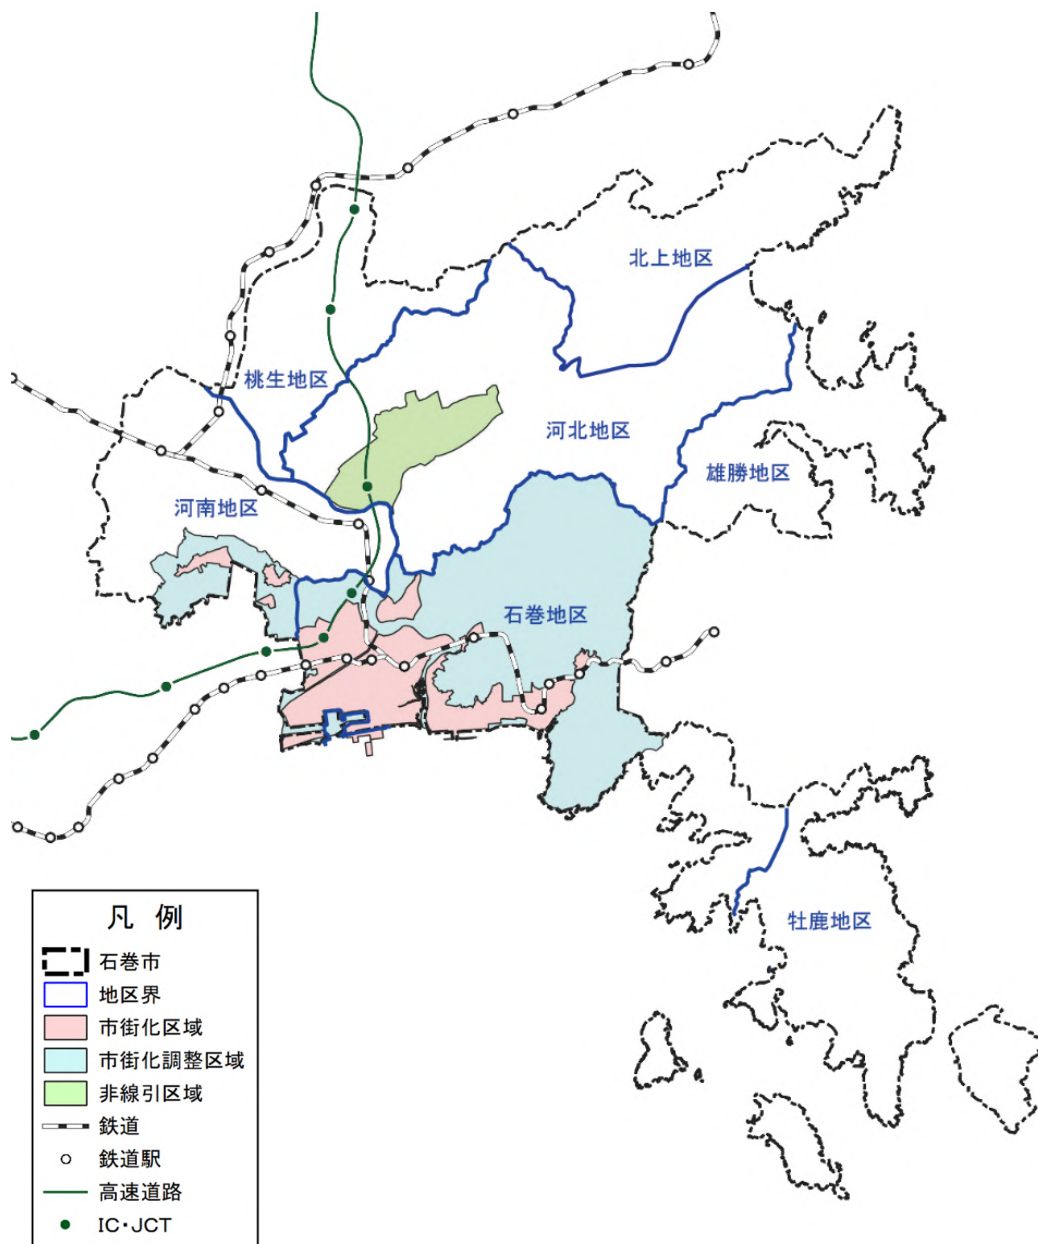 北上地区
桃生地区
河北地区
雄勝地区
河南地区
石巻地区
牡鹿地区
凡 例
石巻市
地区界
市街化区域
市街化調整区域
非線引区域
鉄道
鉄道駅
高速道路
IC・JCT